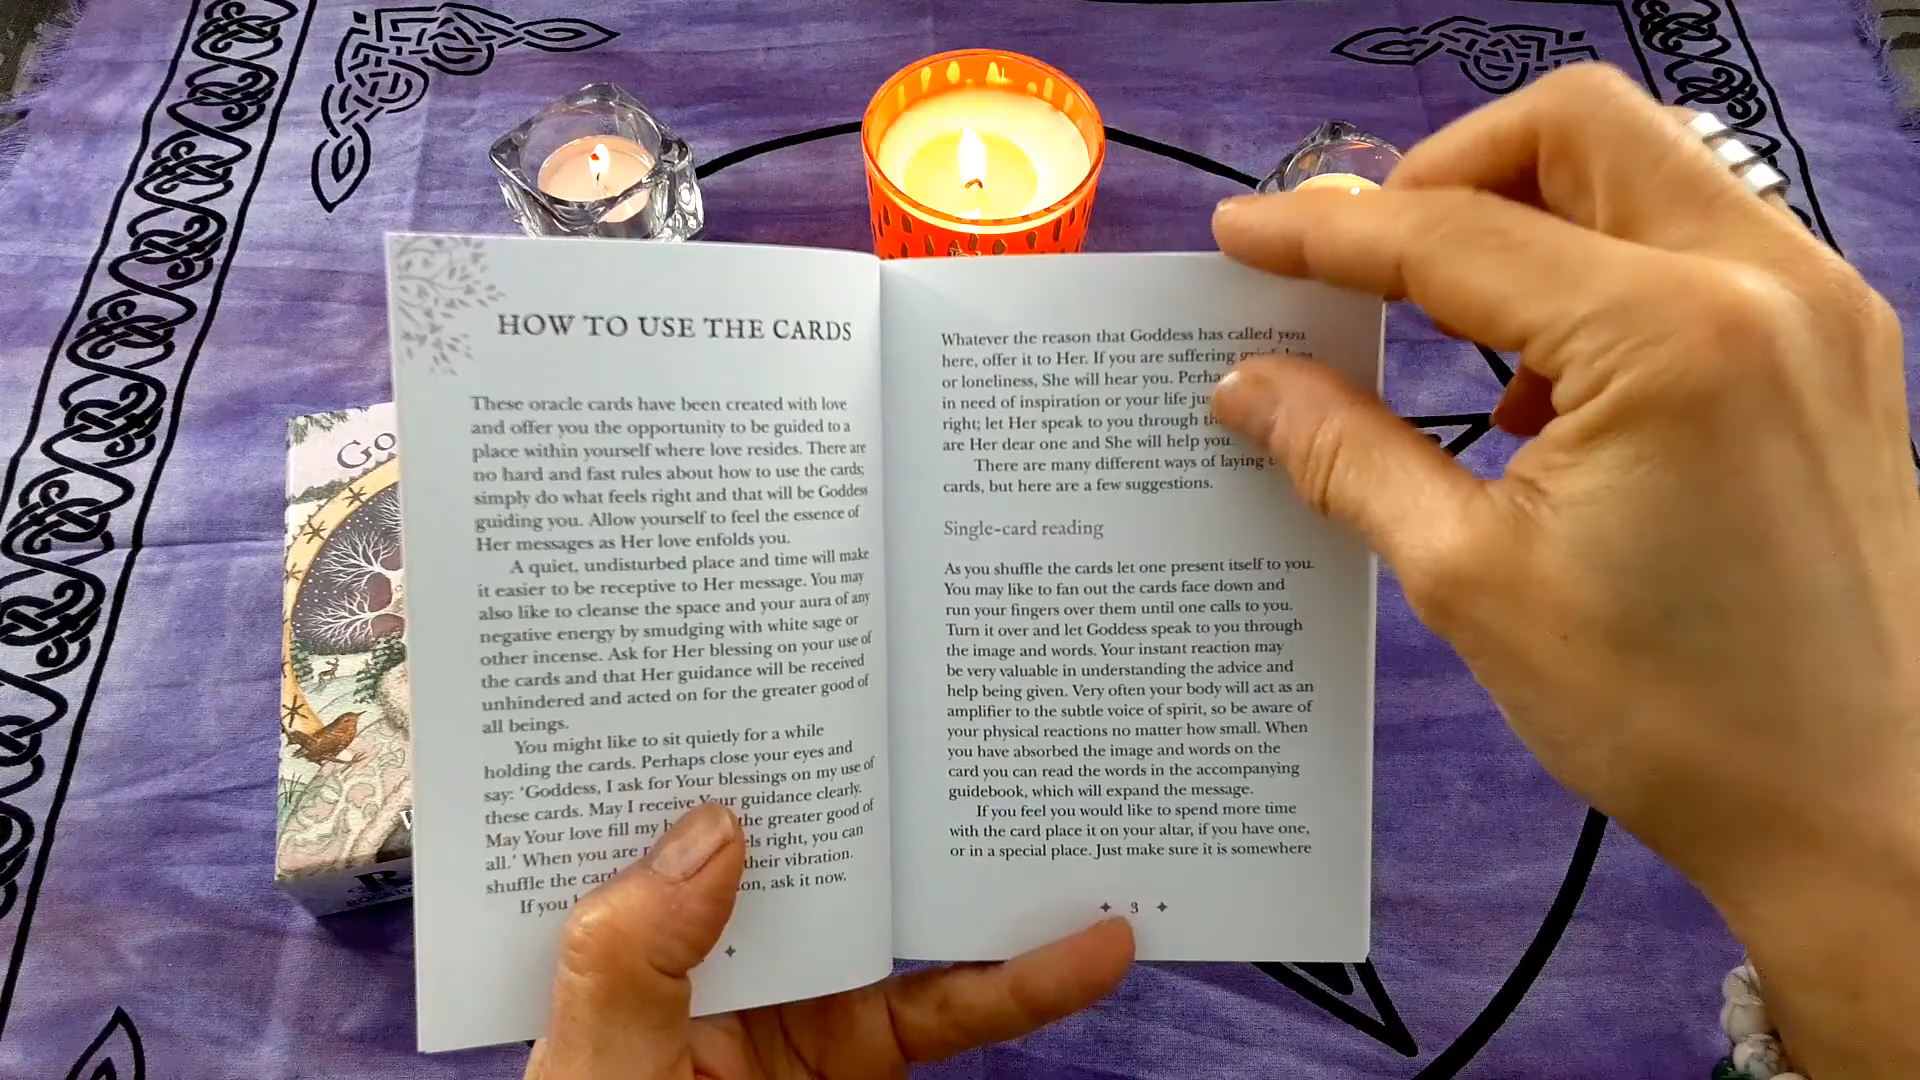 HOW TO USE THE CARDS
These oracle cards have been created with love
and offer you the opportunity to be guided to a
place within yourself where love resides. There are
no hard and fast rules about how to use the cards;
simply do what feels right and that will be Goddess
guiding you. Allow yourself to feel the essence of
Her messages as Her love enfolds you.
A quiet, undisturbed place and time will make
it easier to be receptive to Her message. You may
also like to cleanse the space and your aura of any
negative energy by smudging with white sage or
other incense. Ask for Her blessing on your use of
the cards and that Her guidance will be received
unhindered and acted on for the greater good of
all beings.
You might like to sit quietly for a while
holding the cards. Perhaps close your eyes and
say: 'Goddess, I ask for Your blessings on my use of
these cards. May I receive Your guidance clearly.
May Your love fill my the greater good of
all.' When you are right, you can
shuffle the their vibration.
If you ask it now.
Whatever the reason that Goddess has called you
here, offer it to Her. If you are suffering
or loneliness, She will hear you.
in need of inspiration or your life
right; let Her speak to you through
are Her dear one and She will help you
There are many different ways of laying
cards, but here are a few suggestions.
Single-card reading
As you shuffle the cards let one present itself to you.
You may like to fan out the cards face down and
run your fingers over them until one calls to you.
Turn it over and let Goddess speak to you through
the image and words. Your instant reaction may
be very valuable in understanding the advice and
help being given. Very often your body will act as an
amplifier to the subtle voice of spirit, so be aware of
your physical reactions no matter how small. When
you have absorbed the image and words on the
card you can read the words in the accompanying
guidebook, which will expand the message.
If you feel you would like to spend more time
with the card place it on your altar, if you have one,
or in a special place. Just make sure it is somewhere
3